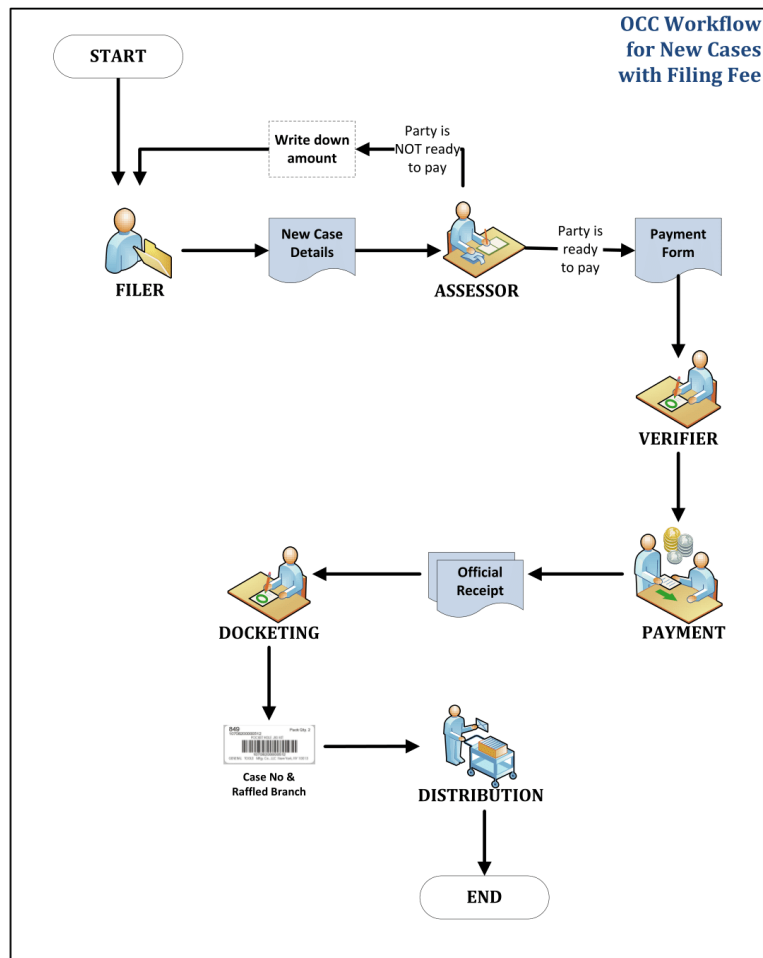 OCC Workflow
for New Cases
with Filing Fee
START
Write down
amount
Party is
NOT ready
to pay
New Case
Details
Party is
ready
to pay
Payment
Form
FILER
ASSESSOR
VERIFIER
Official
Receipt
DOCKETING
PAYMENT
849
Case No &
Raffled Branch
DISTRIBUTION
END